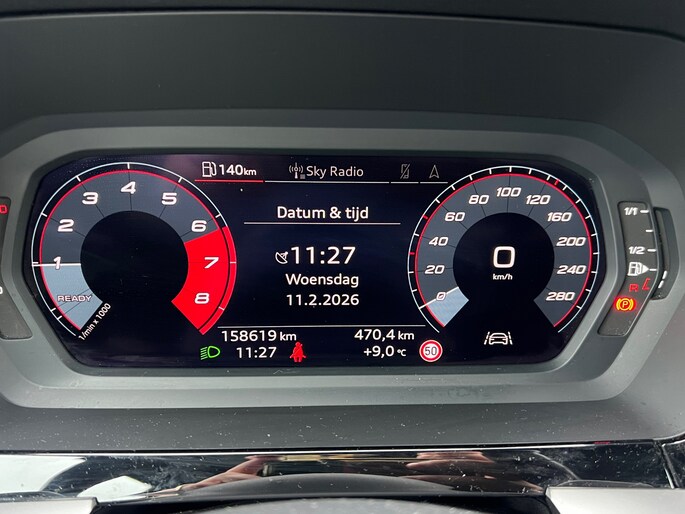 140km
Sky Radio
Datum & tijd
11:27
Woensdag
11.2.2026
158619 km
470,4 km
11:27
+9,0 °C
50
1
2
3
4
5
6
7
8
READY
1/min x 1000
0
20
40
60
80
100
120
140
160
200
240
280
0
km/h
1/1
1/2
P